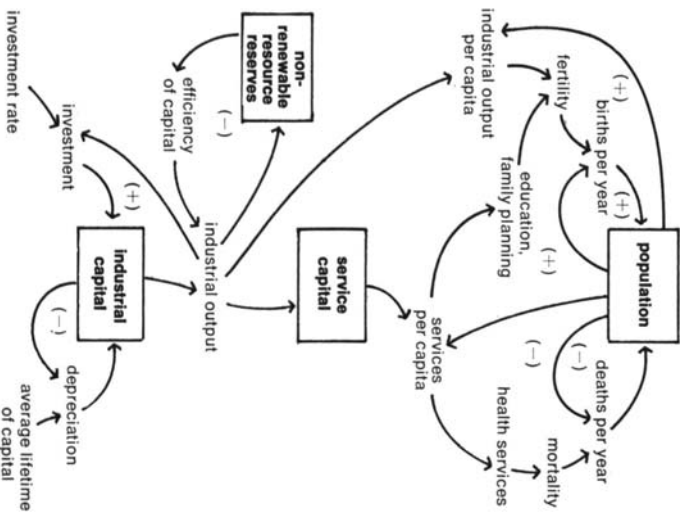 population
(+)
(+)
births per year
deaths per year
(−)
fertility
(+)
(−)
mortality
education,
family planning
health services
industrial output
per capita
services
per capita
service
capital
non-
renewable
resource
reserves
(−)
industrial output
efficiency
of capital
(+)
industrial
capital
investment
(−)
depreciation
investment rate
average lifetime
of capital